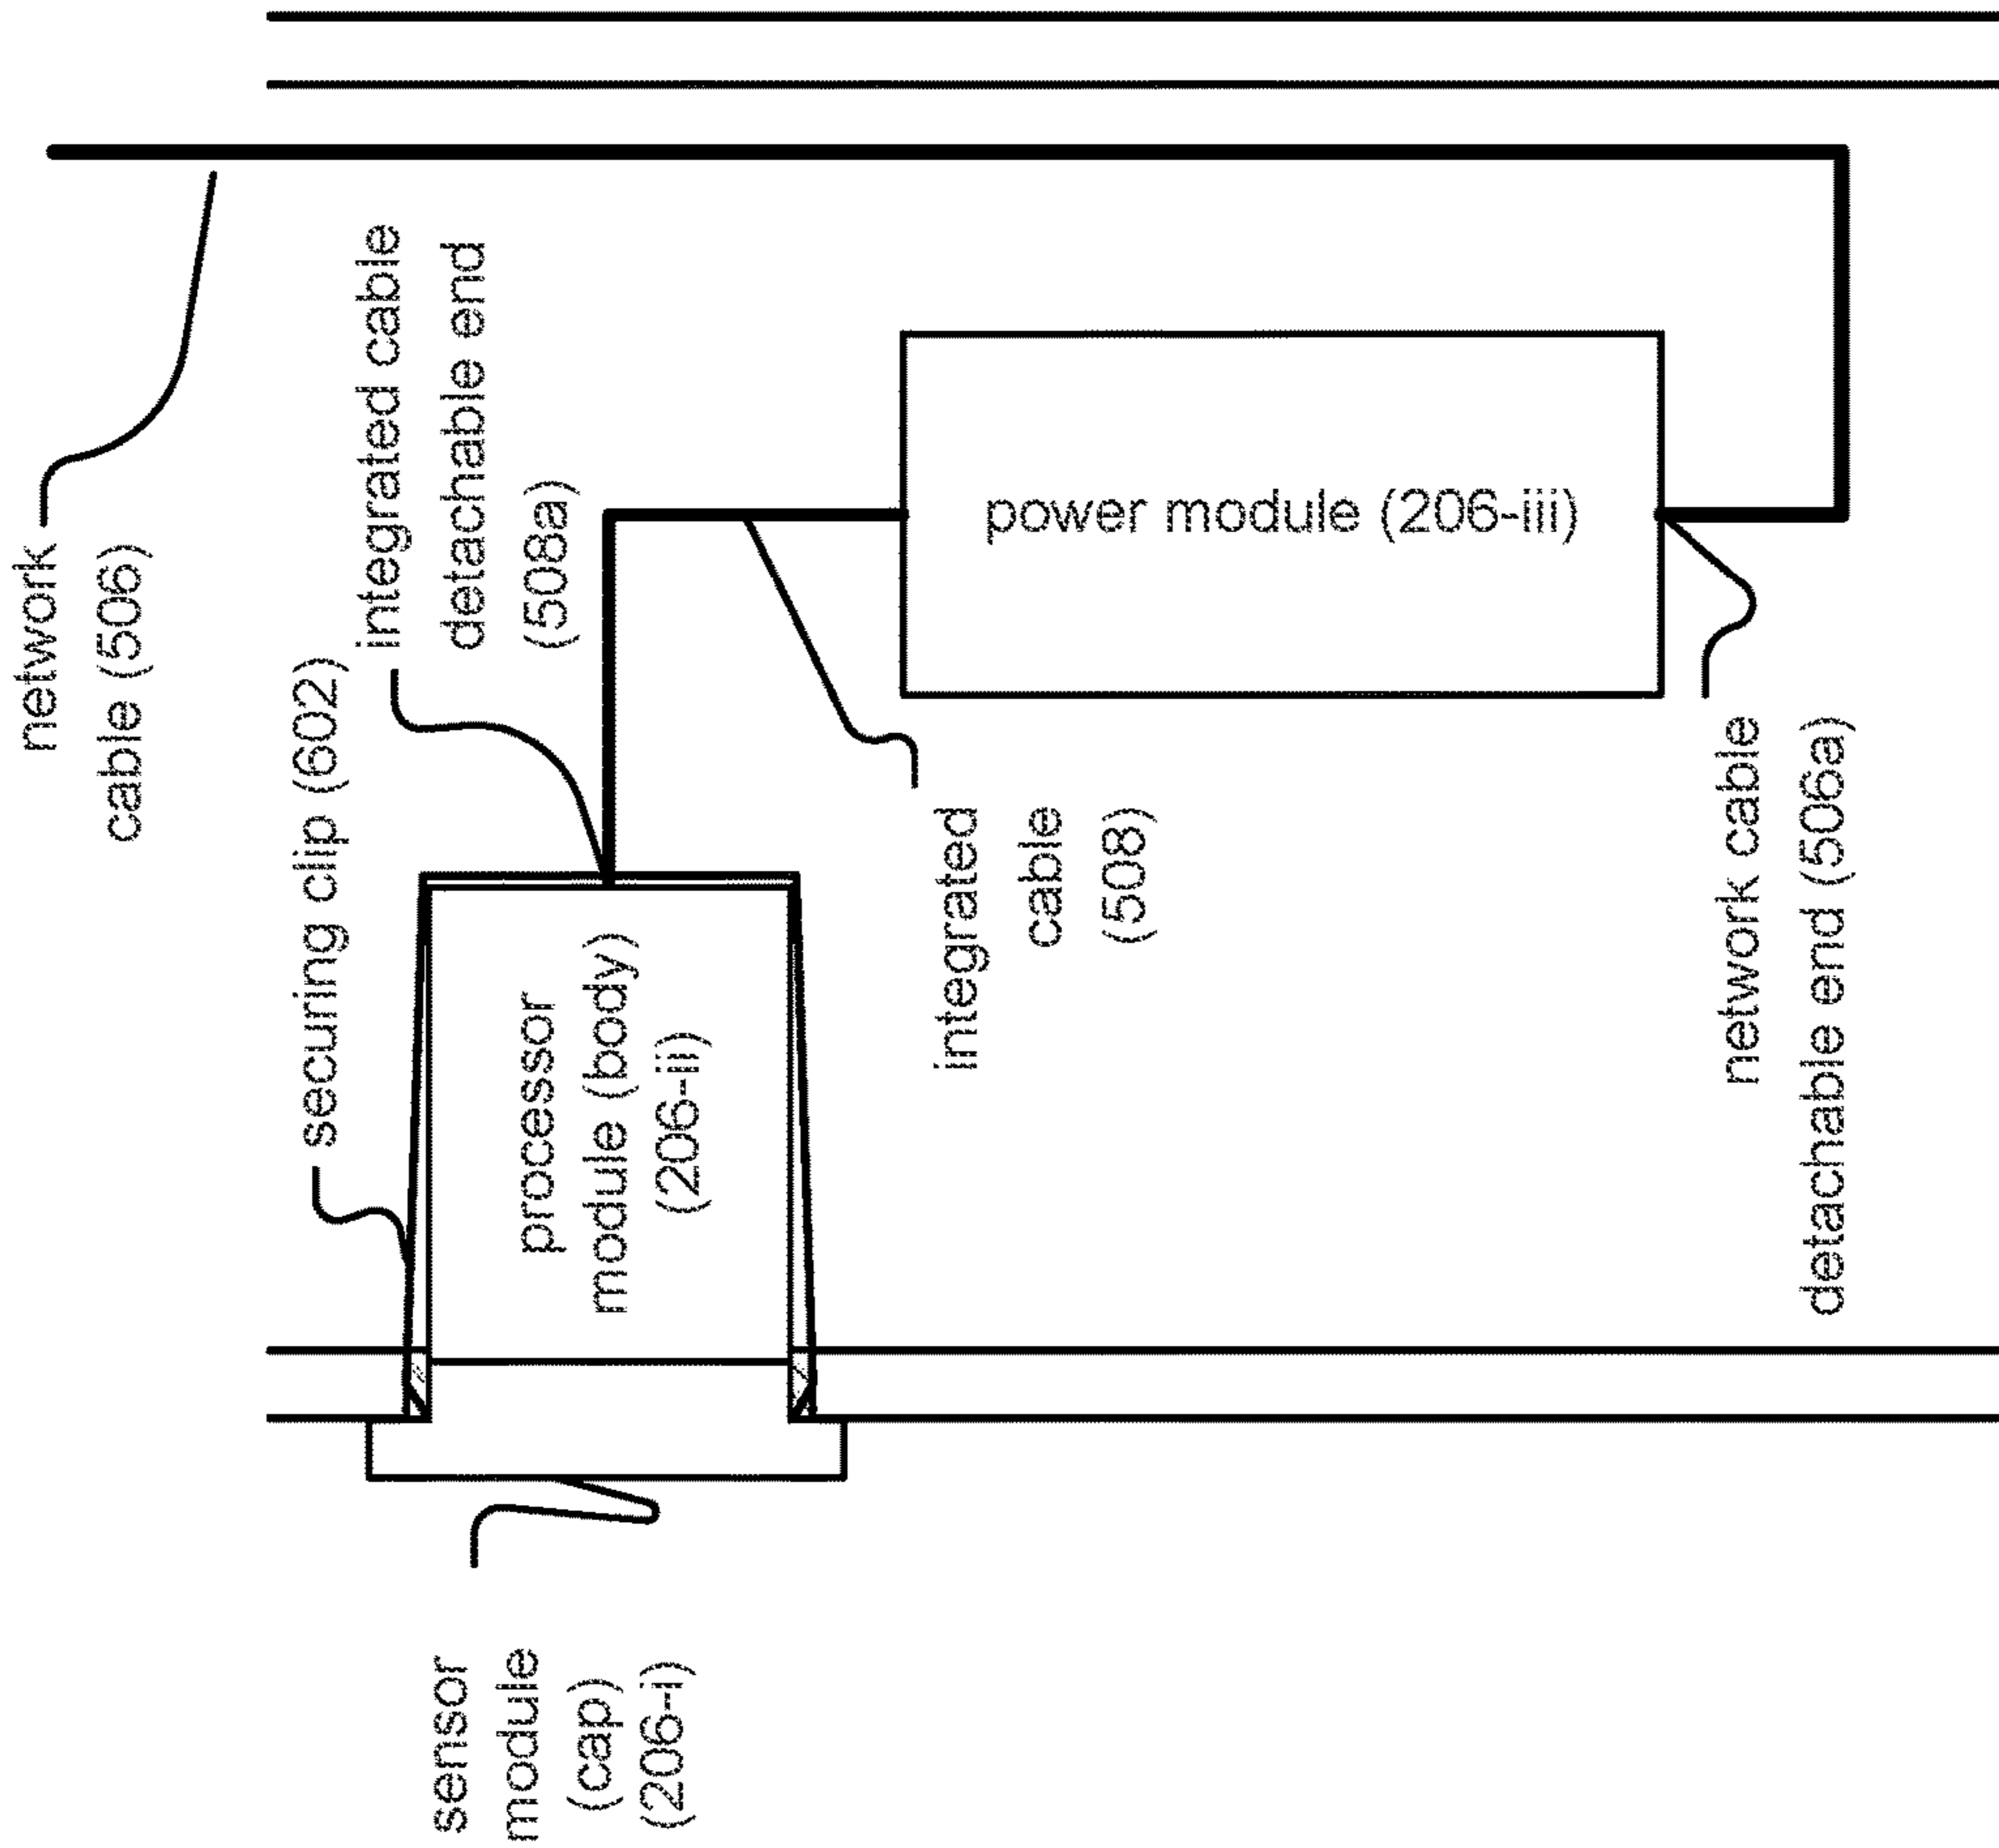 network
cable (506)
integrated cable
detachable end
(508a)
securing clip (602)
power module (206-iii)
processor
module (body)
(206-ii)
integrated
cable
(508)
network cable
detachable end (506a)
sensor
module
(cap)
(206-i)